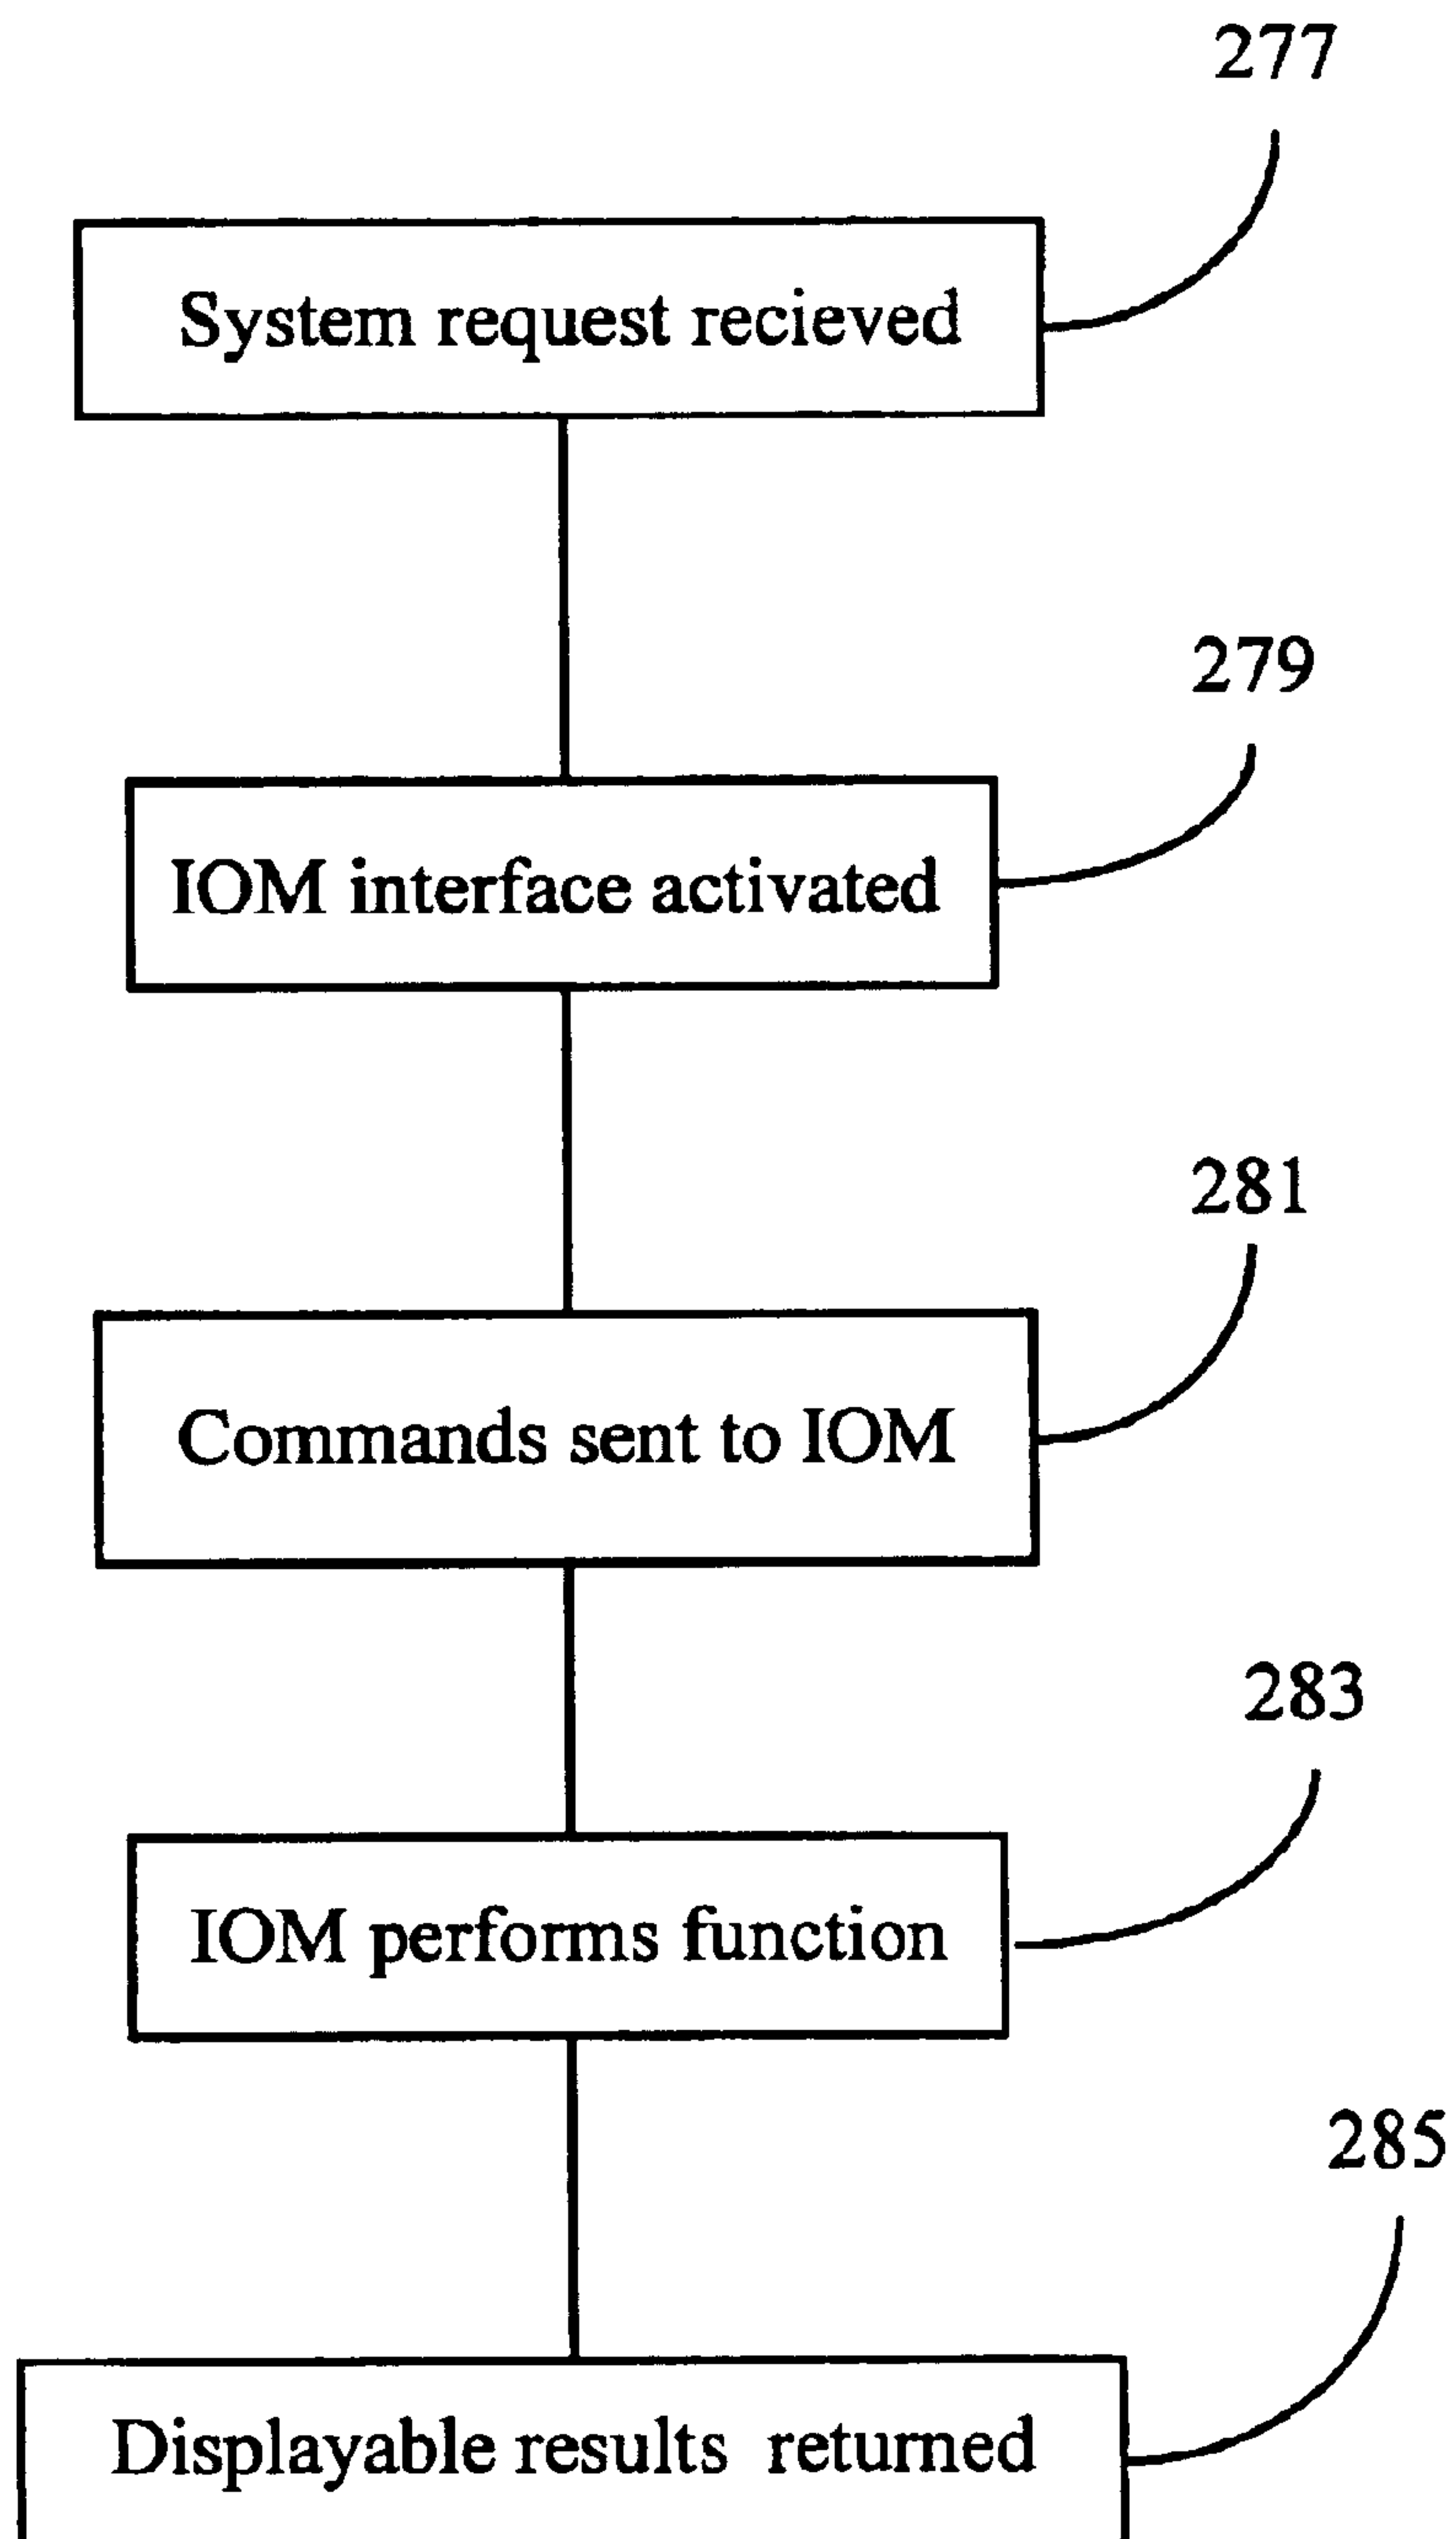 277
System request recieved
279
IOM interface activated
281
Commands sent to IOM
283
IOM performs function
285
Displayable results returned